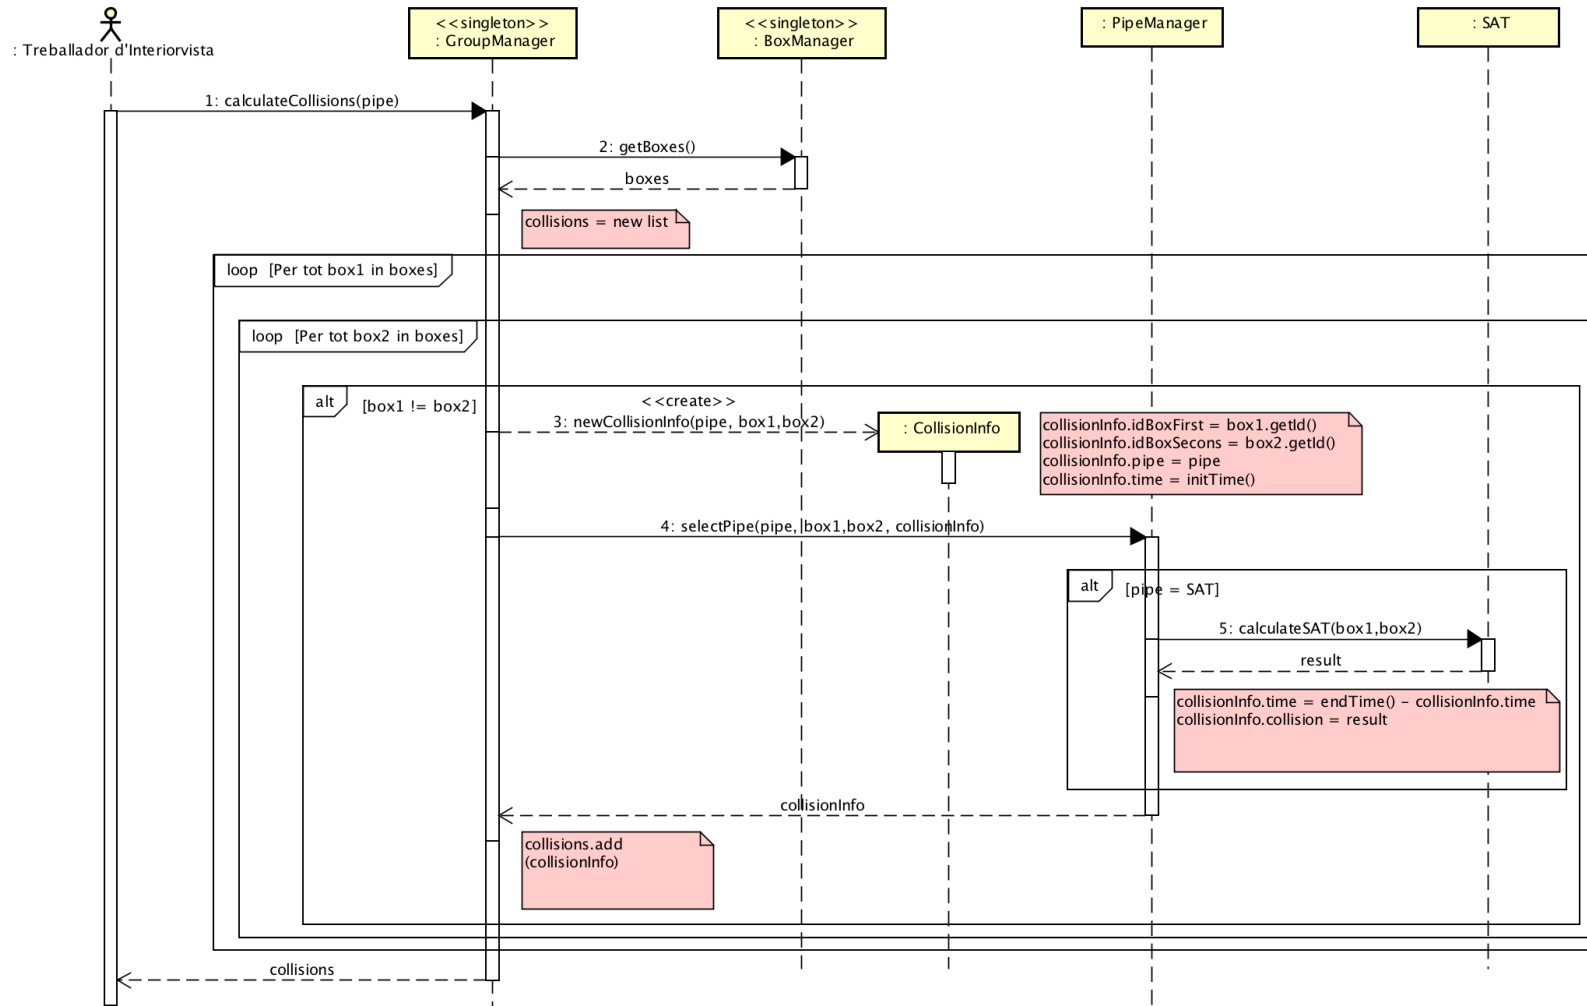 : Treballador d'Interiorvista
<<singleton>>
: GroupManager
<<singleton>>
: BoxManager
: PipeManager
: SAT
1: calculateCollisions(pipe)
2: getBoxes()
boxes
collisions = new list
loop [Per tot box1 in boxes]
loop [Per tot box2 in boxes]
alt [box1 != box2]
<<create>>
3: newCollisionInfo(pipe, box1,box2)
: CollisionInfo
collisionInfo.idBoxFirst = box1.getId()
collisionInfo.idBoxSecons = box2.getId()
collisionInfo.pipe = pipe
collisionInfo.time = initTime()
4: selectPipe(pipe, box1,box2, collisionInfo)
alt [pipe = SAT]
5: calculateSAT(box1,box2)
result
collisionInfo.time = endTime() - collisionInfo.time
collisionInfo.collision = result
collisionInfo
collisions.add
(collisionInfo)
collisions